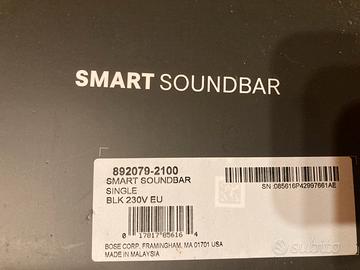 SMART SOUNDBAR
892079-2100
SMART SOUNDBAR
SINGLE
BLK 230V EU
SN :085616P42997661AE
0 17817 85616 4
BOSE CORP. FRAMINGHAM, MA 01701 USA
MADE IN MALAYSIA
subito